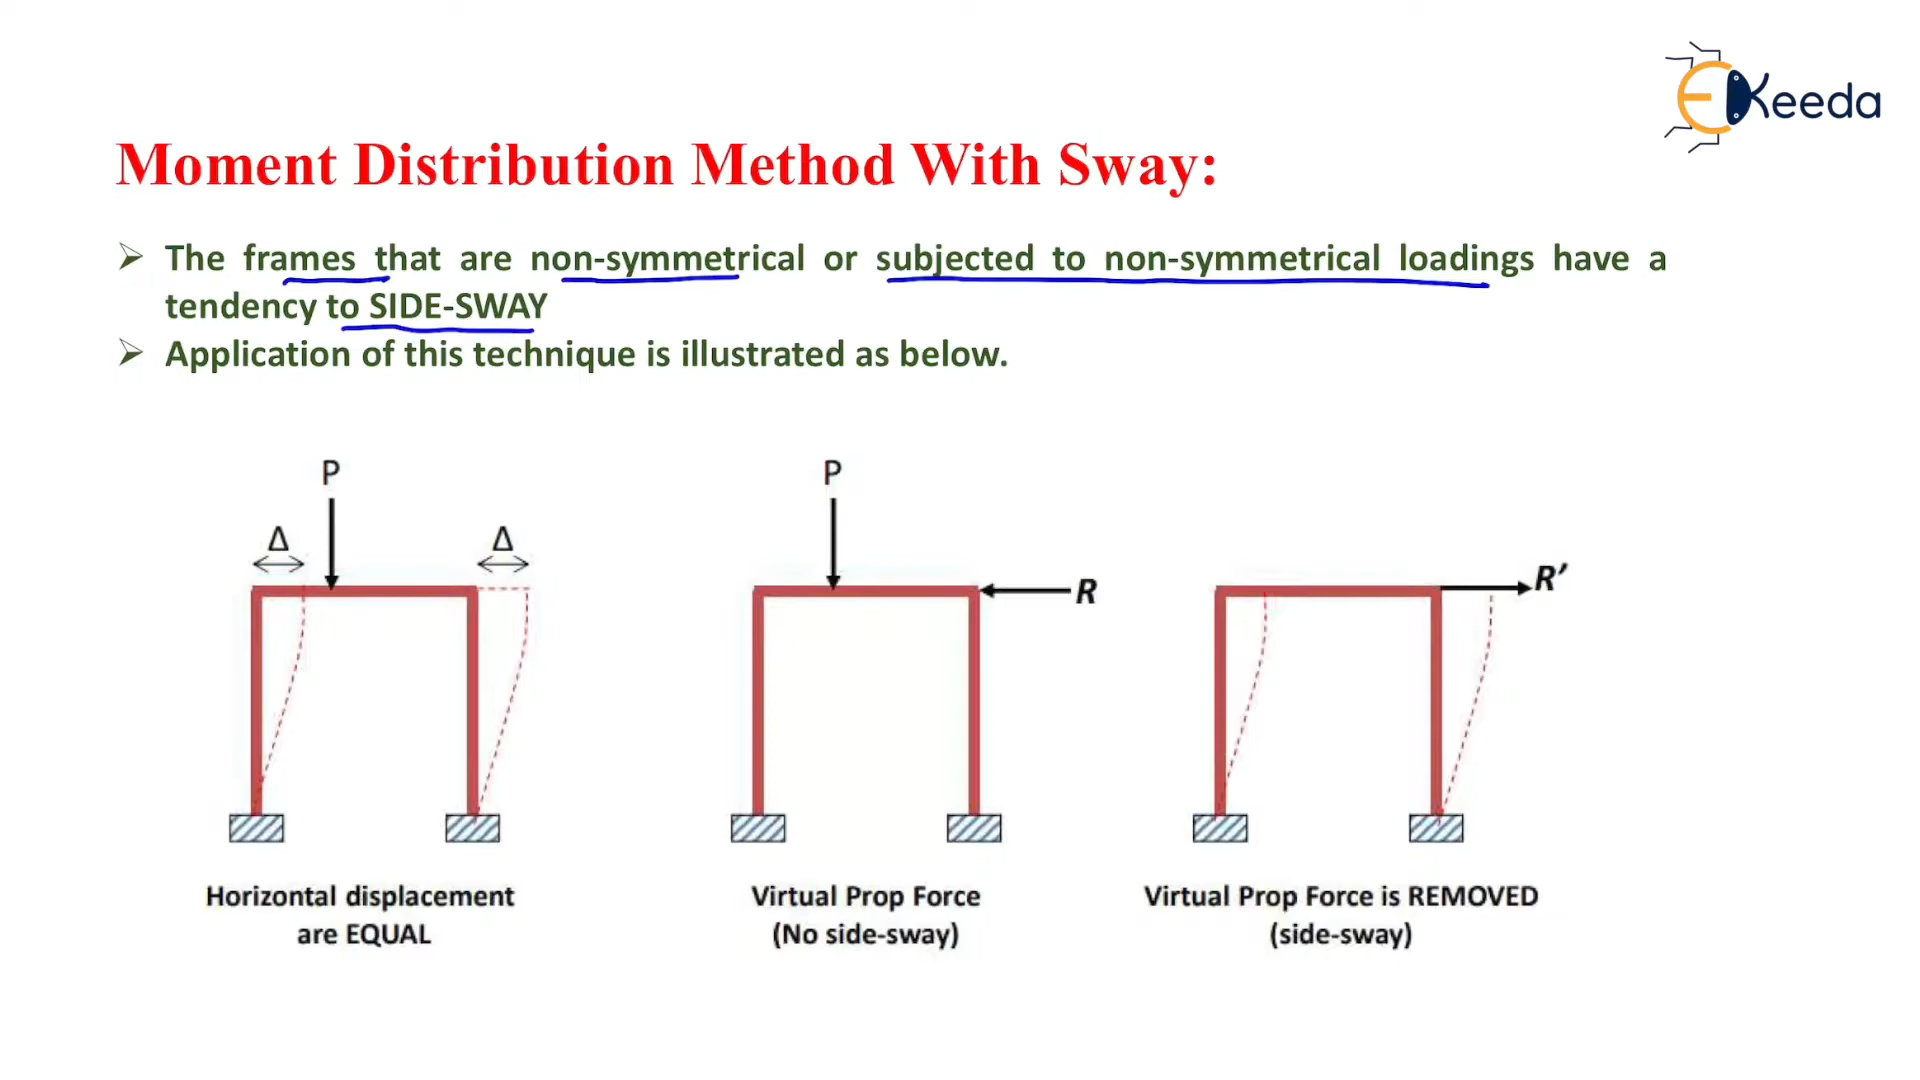 EKeeda
Moment Distribution Method With Sway:
➢ The frames that are non-symmetrical or subjected to non-symmetrical loadings have a
tendency to SIDE-SWAY
➢ Application of this technique is illustrated as below.
P
P
Δ
Δ
R
R’
Horizontal displacement
are EQUAL
Virtual Prop Force
(No side-sway)
Virtual Prop Force is REMOVED
(side-sway)